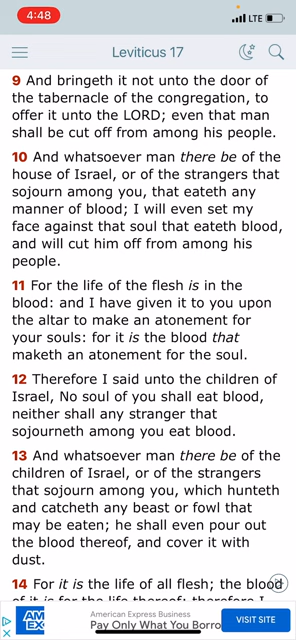 4:48
LTE
Leviticus 17
9 And bringeth it not unto the door of
the tabernacle of the congregation, to
offer it unto the LORD; even that man
shall be cut off from among his people.
10 And whatsoever man there be of the
house of Israel, or of the strangers that
sojourn among you, that eateth any
manner of blood; I will even set my
face against that soul that eateth blood,
and will cut him off from among his
people.
11 For the life of the flesh is in the
blood: and I have given it to you upon
the altar to make an atonement for
your souls: for it is the blood that
maketh an atonement for the soul.
12 Therefore I said unto the children of
Israel, No soul of you shall eat blood,
neither shall any stranger that
sojourneth among you eat blood.
13 And whatsoever man there be of the
children of Israel, or of the strangers
that sojourn among you, which hunteth
and catcheth any beast or fowl that
may be eaten; he shall even pour out
the blood thereof, and cover it with
dust.
14 For it is the life of all flesh; the blood
of it is for the life thereof: therefore I
AM
EX
American Express Business
Pay Only What You Borro
VISIT SITE